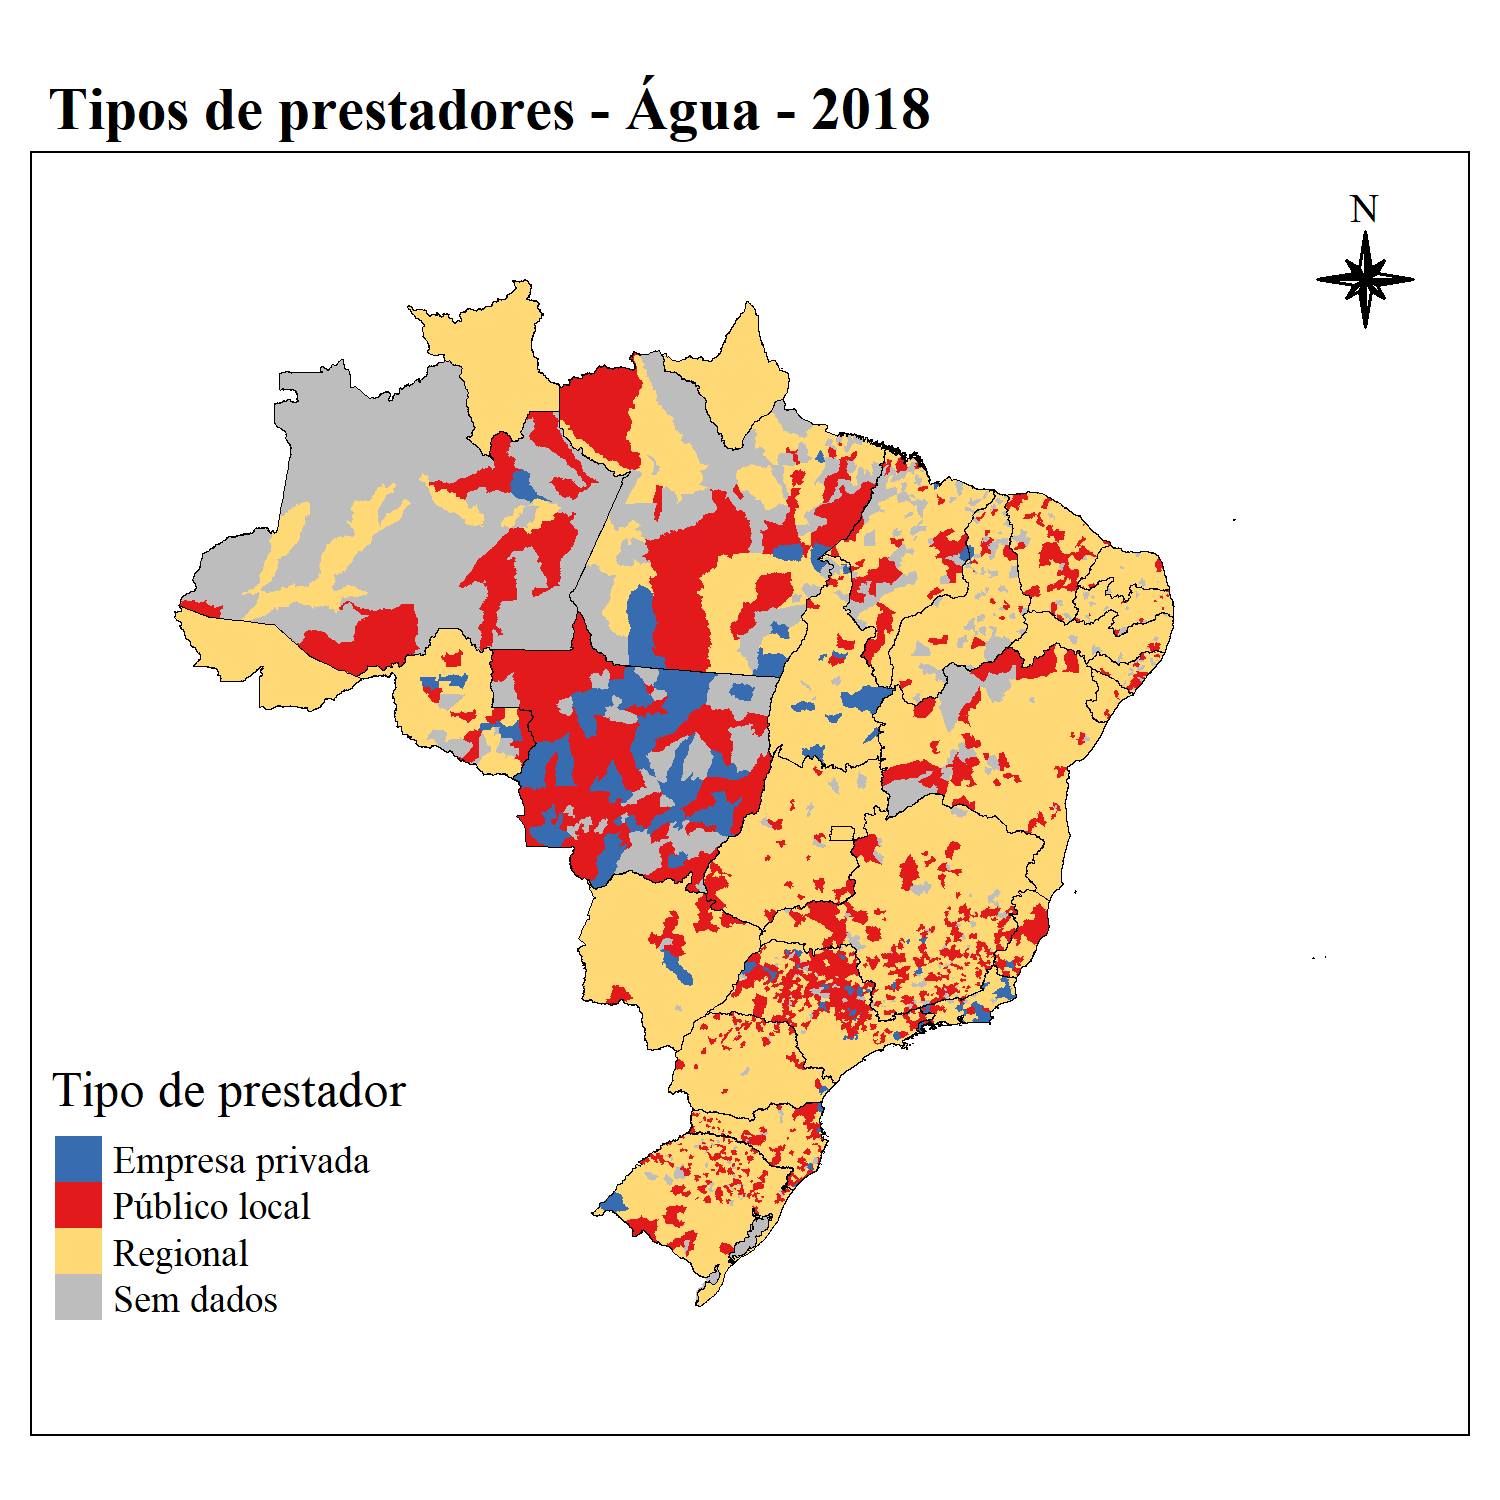 Tipos de prestadores - Água - 2018
N
Tipo de prestador
Empresa privada
Público local
Regional
Sem dados